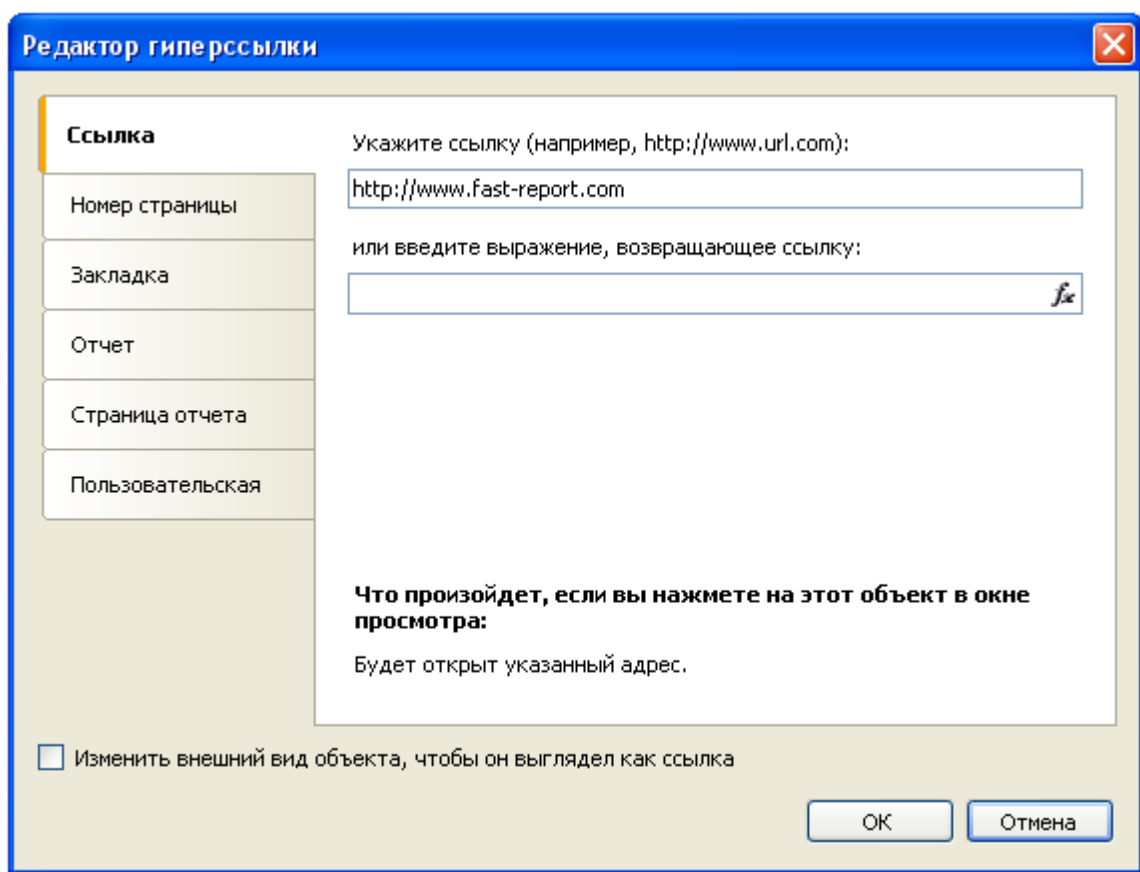 Редактор гиперссылки
Ссылка
Номер страницы
Закладка
Отчет
Страница отчета
Пользовательская
Укажите ссылку (например, http://www.url.com):
http://www.fast-report.com
или введите выражение, возвращающее ссылку:
fx
Что произойдет, если вы нажмете на этот объект в окне
просмотра:
Будет открыт указанный адрес.
Изменить внешний вид объекта, чтобы он выглядел как ссылка
ОК
Отмена